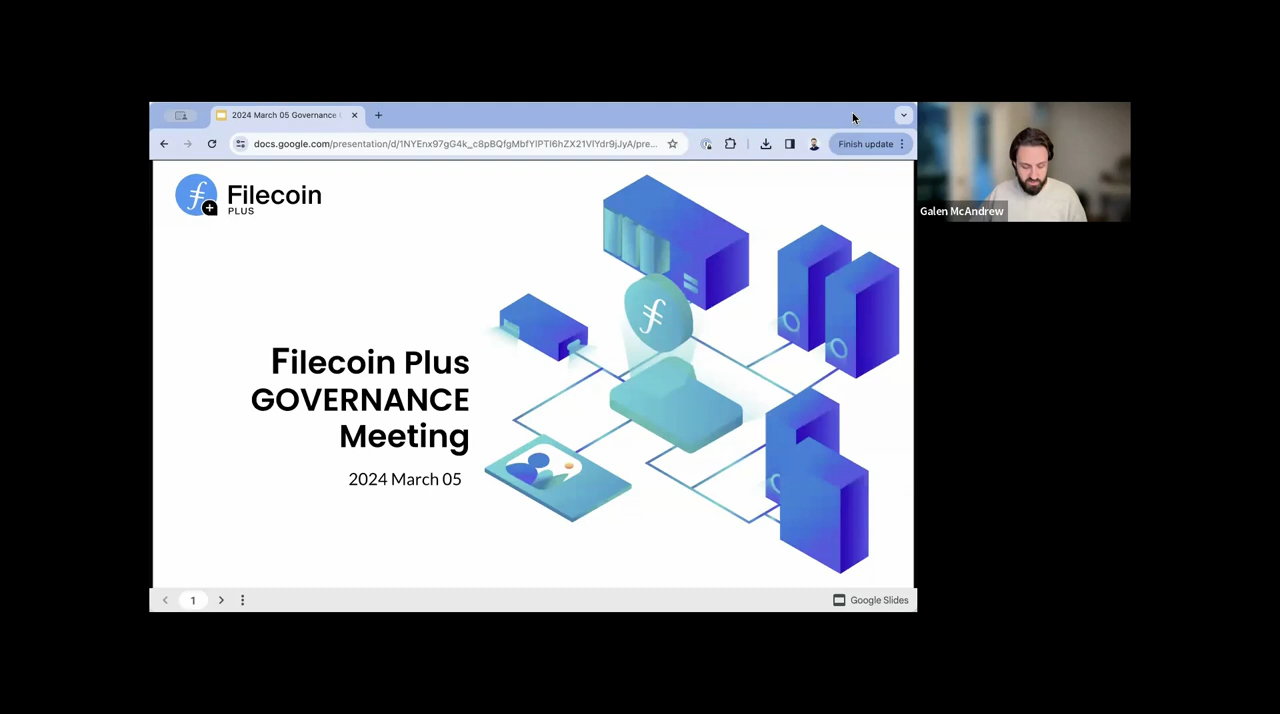 2024 March 05 Governance
docs.google.com/presentation/d/1NYEnx97gG4k_c8pBQfgMbfYIPTI6hZX21VIYdr9jJyA/pre...
Finish update
Galen McAndrew
Filecoin
PLUS
Filecoin Plus
GOVERNANCE
Meeting
2024 March 05
1
Google Slides